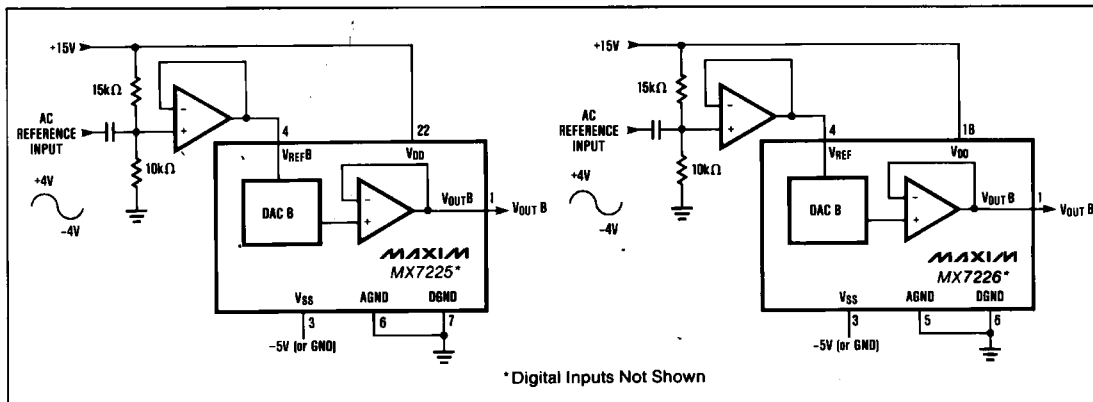 +15V
15kΩ
AC
REFERENCE
INPUT
10kΩ
+4V
−4V
−
+
4
22
VREFB
VDD
DAC B
−
+
VOUTB
1
VOUT B
MAXIM
MX7225*
VSS
AGND
DGND
3
6
7
−5V (or GND)
+15V
15kΩ
AC
REFERENCE
INPUT
10kΩ
+4V
−4V
−
+
4
18
VREF
VDD
DAC B
−
+
VOUT B
1
VOUT B
MAXIM
MX7226*
VSS
AGND
DGND
3
5
6
−5V (or GND)
*Digital Inputs Not Shown